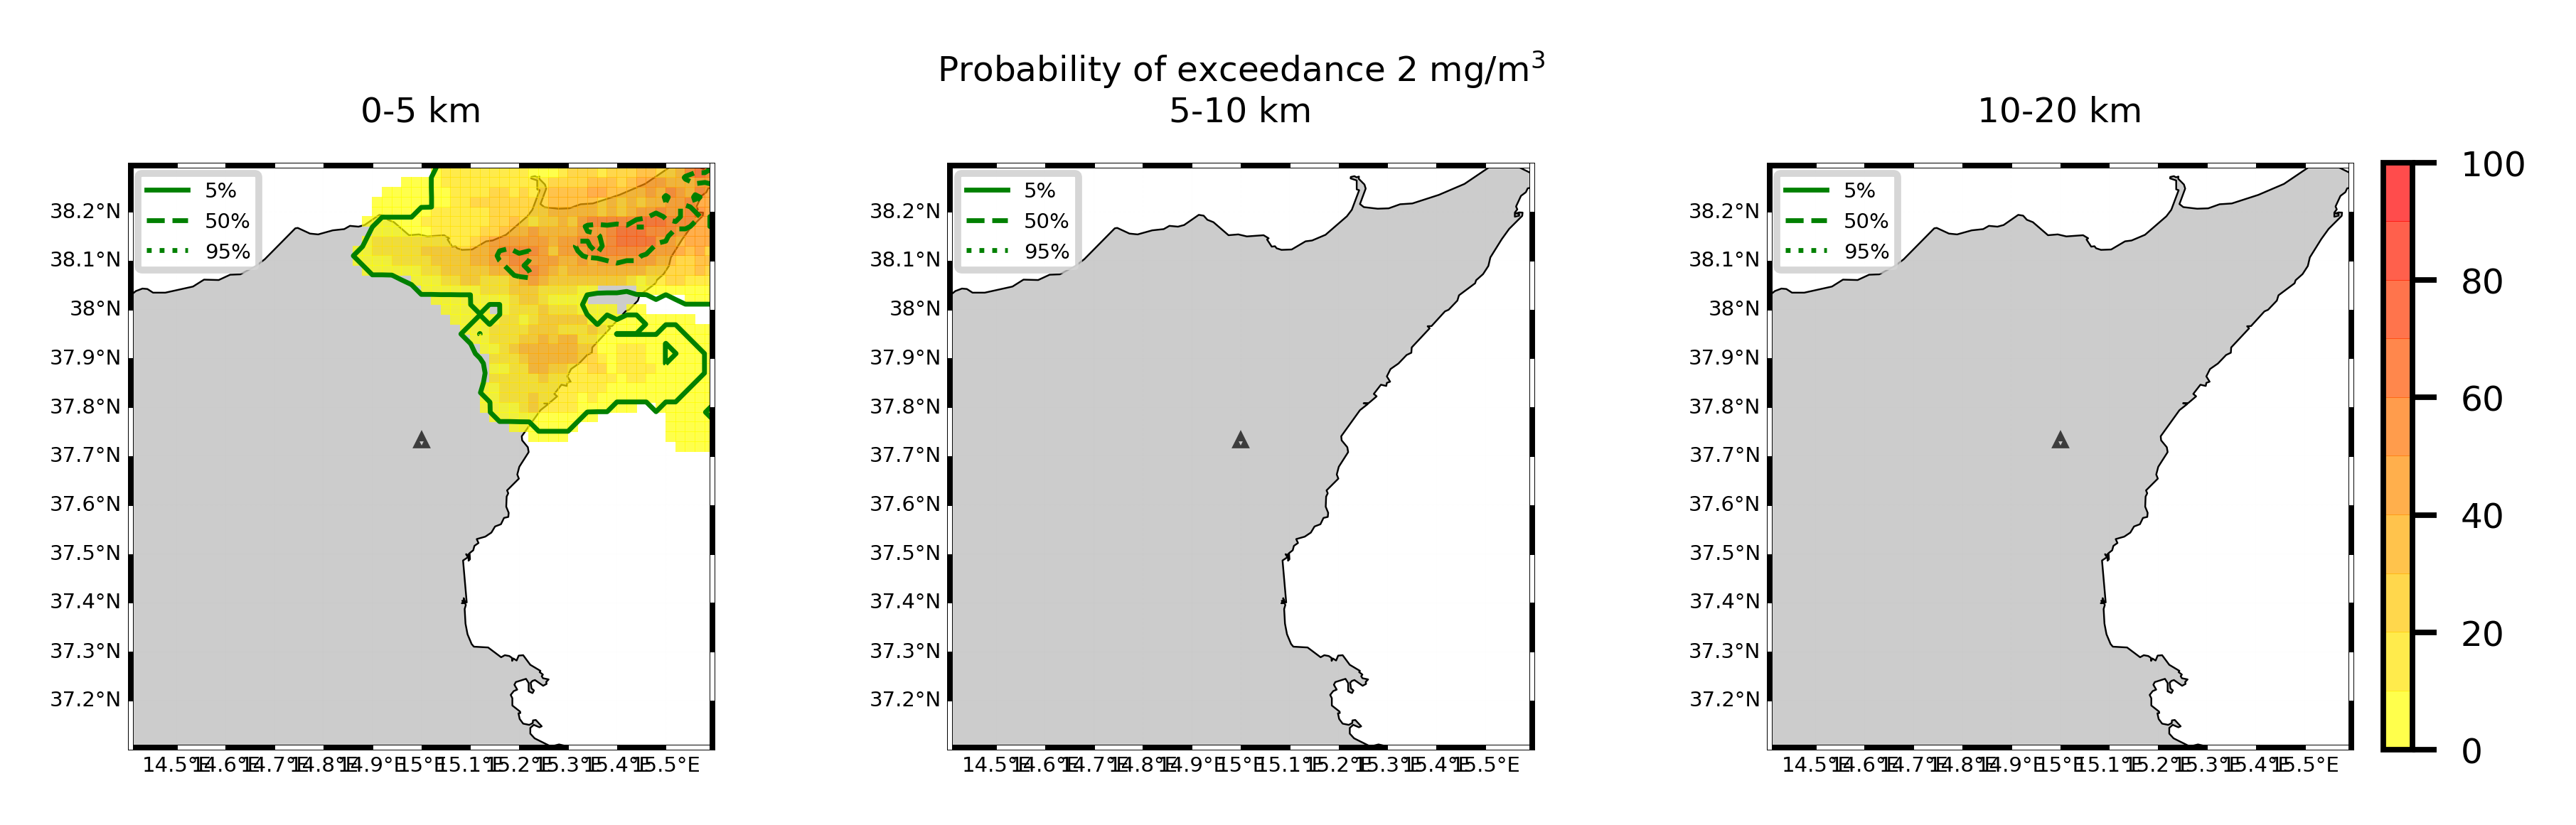 Probability of exceedance 2 mg/m³
0-5 km
5-10 km
10-20 km
5%
50%
95%
38.2°N
38.1°N
38°N
37.9°N
37.8°N
37.7°N
37.6°N
37.5°N
37.4°N
37.3°N
37.2°N
14.5°E 14.6°E 14.7°E 14.8°E 14.9°E 15°E 15.1°E 15.2°E 15.3°E 15.4°E 15.5°E
5%
50%
95%
38.2°N
38.1°N
38°N
37.9°N
37.8°N
37.7°N
37.6°N
37.5°N
37.4°N
37.3°N
37.2°N
14.5°E 14.6°E 14.7°E 14.8°E 14.9°E 15°E 15.1°E 15.2°E 15.3°E 15.4°E 15.5°E
5%
50%
95%
38.2°N
38.1°N
38°N
37.9°N
37.8°N
37.7°N
37.6°N
37.5°N
37.4°N
37.3°N
37.2°N
14.5°E 14.6°E 14.7°E 14.8°E 14.9°E 15°E 15.1°E 15.2°E 15.3°E 15.4°E 15.5°E
100
80
60
40
20
0